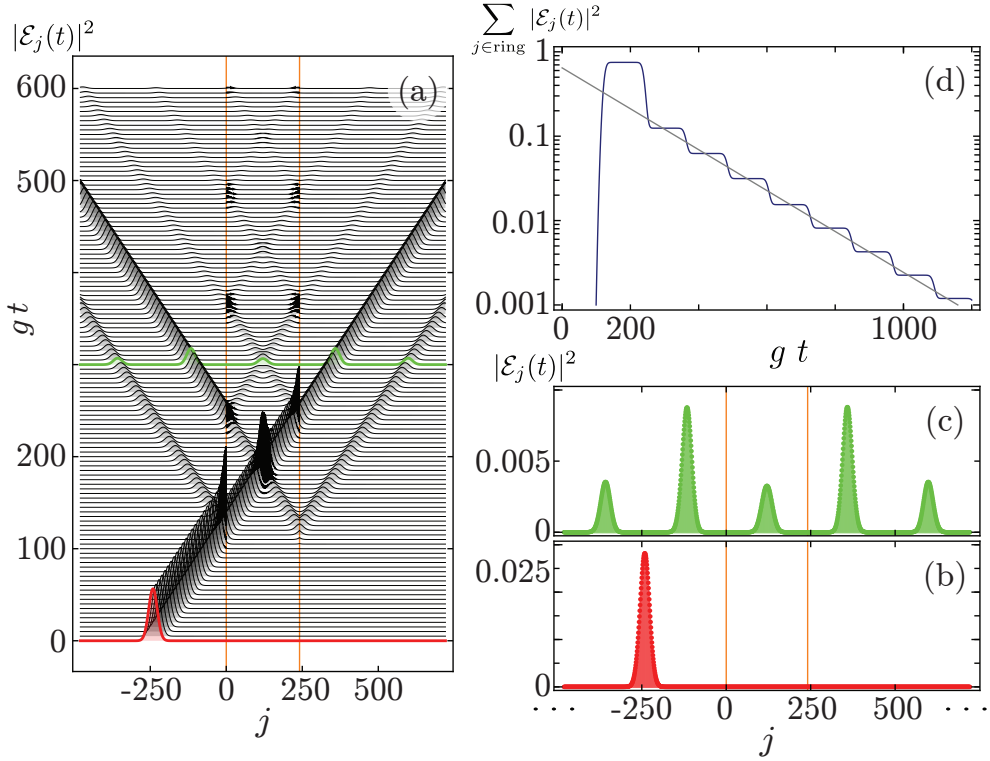 |ℰ_j(t)|²
(a)
600
500
200
100
0
g t
-250
0
250
500
j
∑ |ℰ_j(t)|²
j∈ring
(d)
1
0.1
0.01
0.001
0
200
1000
g t
|ℰ_j(t)|²
(c)
0.005
0
(b)
0.025
0
· · · ·
-250
0
250
500
· · ·
j